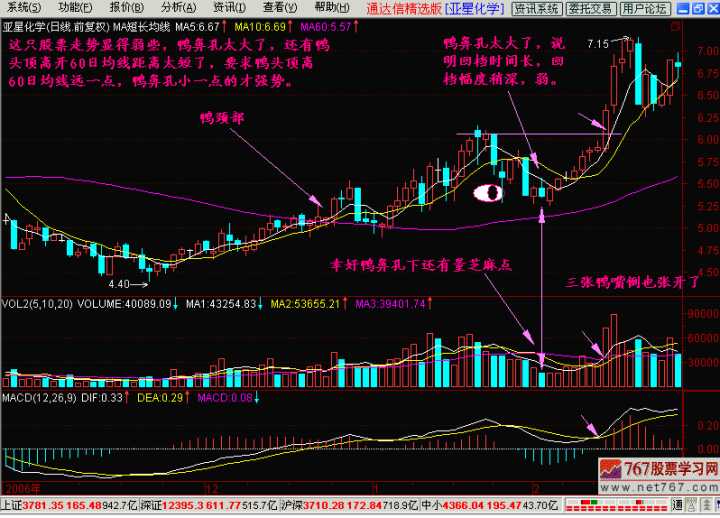 系统(S) 功能(F) 报价(B) 分析(A) 资讯(I) 查看(V) 帮助(H) 通达信精选版 [亚星化学] 资讯系统 委托交易 用户论坛
亚星化学(日线.前复权) MA短长均线 MA5:6.67↑ MA10:6.69↑ MA60:5.57↑
这只股票走势显得弱些，鸭鼻孔太大了，还有鸭
头顶离开60日均线距离太短了，要求鸭头顶高
60日均线远一点，鸭鼻孔小一点的才强势。
鸭鼻孔太大了，说
明回档时间长，回
档幅度稍深，弱。
7.15→
鸭颈部
7.00
6.75
6.50
6.25
6.00
5.75
5.50
5.25
5.00
4.75
4.50
4.40→
幸好鸭鼻孔下还有量芝麻点
三张鸭嘴倒也张开了
VOL2(5,10,20) VOLUME:40089.09↓ MA1:43254.83↓ MA2:53655.21↑ MA3:39401.74↑
90000
60000
30000
MACD(12,26,9) DIF:0.33↑ DEA:0.29↑ MACD:0.08↓
0.20
0.00
2006年 12 1 2
767股票学习网
www.net767.com
上证3781.35 165.48 942.7亿 深证12395.3 611.77 515.7亿 沪深3710.28 172.84 718.9亿 中小4366.04 195.47 43.70亿 通